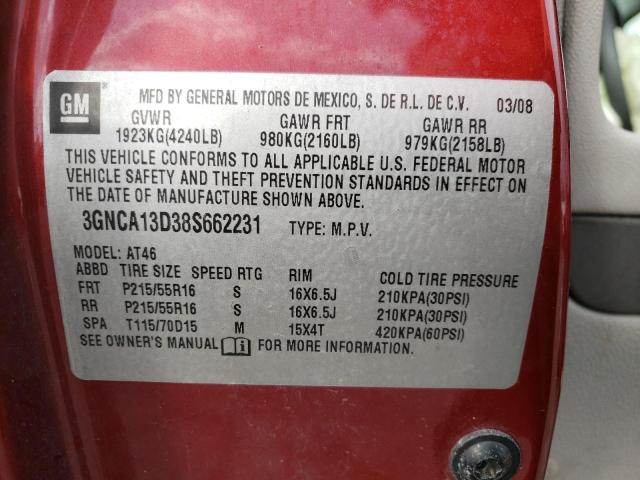 GM
MFD BY GENERAL MOTORS DE MEXICO, S. DE R.L. DE C.V. 03/08
GVWR GAWR FRT GAWR RR
1923KG(4240LB) 980KG(2160LB) 979KG(2158LB)
THIS VEHICLE CONFORMS TO ALL APPLICABLE U.S. FEDERAL MOTOR
VEHICLE SAFETY AND THEFT PREVENTION STANDARDS IN EFFECT ON
THE DATE OF MANUFACTURE SHOWN ABOVE.
3GNCA13D38S662231 TYPE: M.P.V.
MODEL: AT46
ABBD TIRE SIZE SPEED RTG RIM COLD TIRE PRESSURE
FRT P215/55R16 S 16X6.5J 210KPA(30PSI)
RR P215/55R16 S 16X6.5J 210KPA(30PSI)
SPA T115/70D15 M 15X4T 420KPA(60PSI)
SEE OWNER'S MANUAL i FOR MORE INFORMATION.